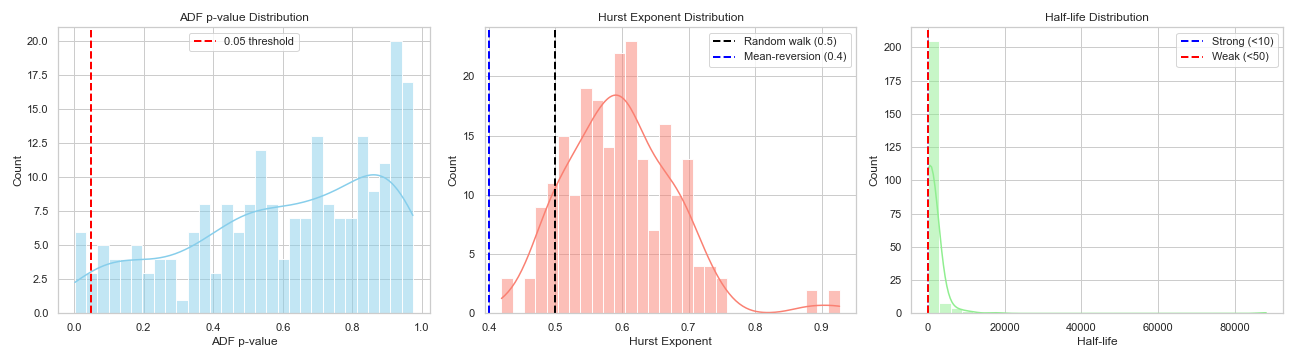 ADF p-value Distribution
0.05 threshold
20.0
17.5
15.0
12.5
10.0
7.5
5.0
2.5
0.0
Count
0.0 0.2 0.4 0.6 0.8 1.0
ADF p-value
Hurst Exponent Distribution
Random walk (0.5)
Mean-reversion (0.4)
20
15
10
5
0
Count
0.4 0.5 0.6 0.7 0.8 0.9
Hurst Exponent
Half-life Distribution
Strong (<10)
Weak (<50)
200
175
150
125
100
75
50
25
0
Count
0 20000 40000 60000 80000
Half-life